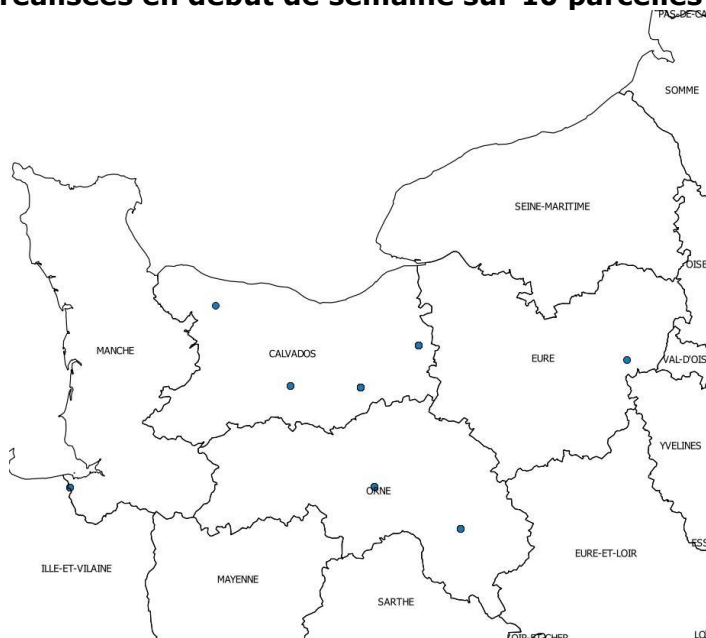 réalisées en début de semaine sur 10 parcelles
PAS-DE-CA
SOMME
SEINE-MARITIME
OISE
MANCHE
CALVADOS
EURE
VAL-D'OIS
YVELINES
ORNE
ESS
ILLE-ET-VILAINE
MAYENNE
EURE-ET-LOIR
SARTHE
LOIR-ET-CHER
LO